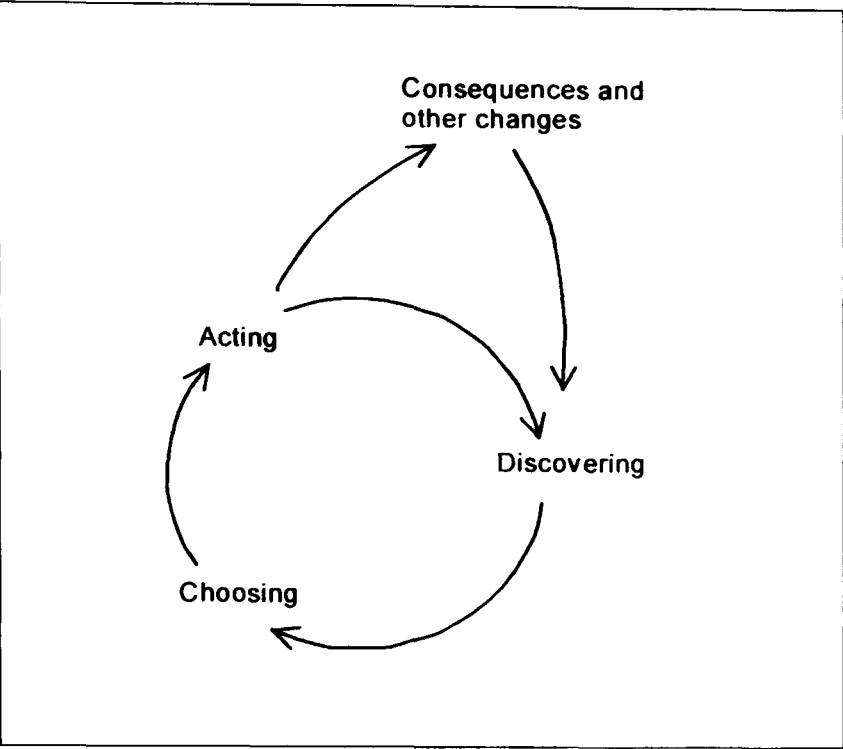 Consequences and
other changes
Acting
Discovering
Choosing